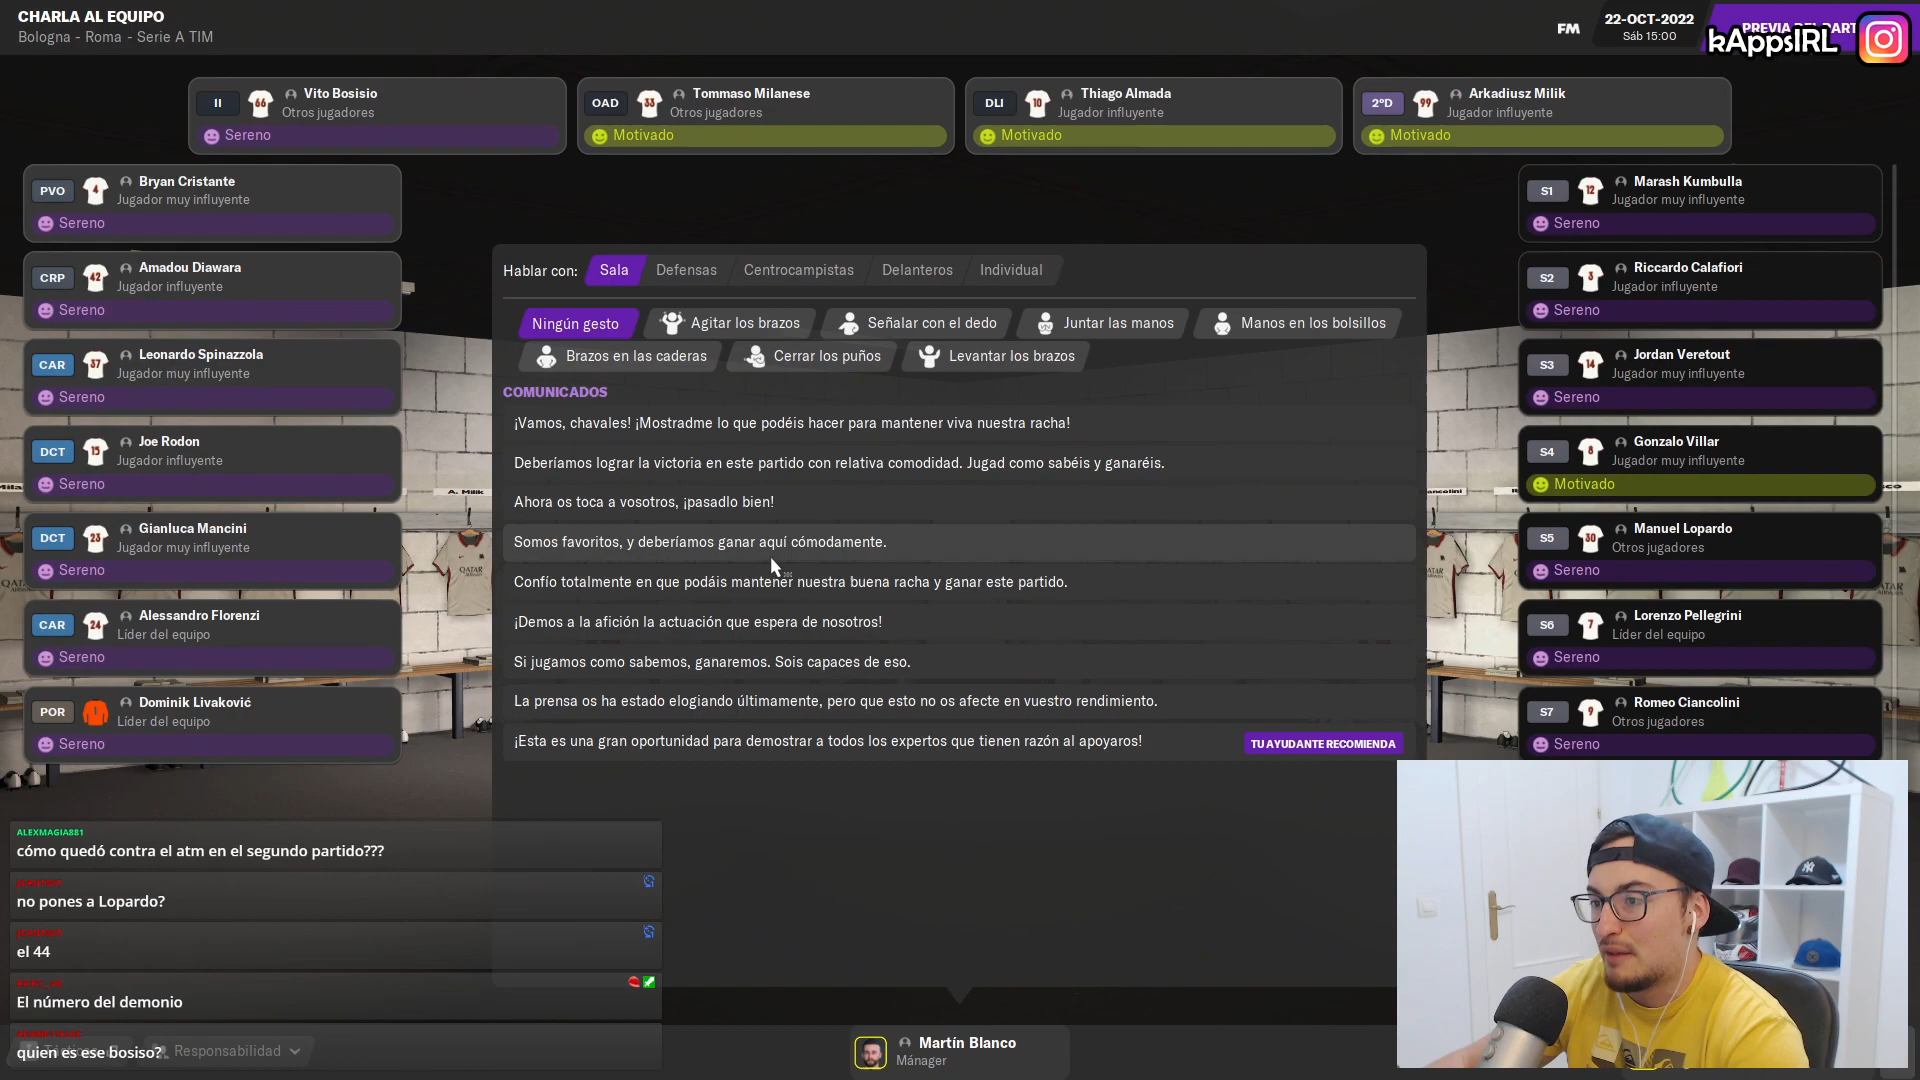 CHARLA AL EQUIPO
Bologna - Roma - Serie A TIM
FM
22-OCT-2022
Sáb 15:00
PREVIA DEL PART
kAppsIRL
II 66 Vito Bosisio
Otros jugadores
Sereno
OAD 33 Tommaso Milanese
Otros jugadores
Motivado
DLI 10 Thiago Almada
Jugador influyente
Motivado
2ºD 99 Arkadiusz Milik
Jugador influyente
Motivado
PVO 4 Bryan Cristante
Jugador muy influyente
Sereno
CRP 42 Amadou Diawara
Jugador influyente
Sereno
CAR 37 Leonardo Spinazzola
Jugador muy influyente
Sereno
DCT 15 Joe Rodon
Jugador influyente
Sereno
DCT 23 Gianluca Mancini
Jugador muy influyente
Sereno
CAR 24 Alessandro Florenzi
Líder del equipo
Sereno
POR 1 Dominik Livaković
Líder del equipo
Sereno
Hablar con: Sala Defensas Centrocampistas Delanteros Individual
Ningún gesto Agitar los brazos Señalar con el dedo Juntar las manos Manos en los bolsillos
Brazos en las caderas Cerrar los puños Levantar los brazos
COMUNICADOS
¡Vamos, chavales! ¡Mostradme lo que podéis hacer para mantener viva nuestra racha!
Deberíamos lograr la victoria en este partido con relativa comodidad. Jugad como sabéis y ganaréis.
Ahora os toca a vosotros, ¡pasadlo bien!
Somos favoritos, y deberíamos ganar aquí cómodamente.
Confío totalmente en que podáis mantener nuestra buena racha y ganar este partido.
¡Demos a la afición la actuación que espera de nosotros!
Si jugamos como sabemos, ganaremos. Sois capaces de eso.
La prensa os ha estado elogiando últimamente, pero que esto no os afecte en vuestro rendimiento.
¡Esta es una gran oportunidad para demostrar a todos los expertos que tienen razón al apoyaros!
TU AYUDANTE RECOMIENDA
S1 12 Marash Kumbulla
Jugador muy influyente
Sereno
S2 3 Riccardo Calafiori
Jugador influyente
Sereno
S3 14 Jordan Veretout
Jugador muy influyente
Sereno
S4 8 Gonzalo Villar
Jugador muy influyente
Motivado
S5 30 Manuel Lopardo
Otros jugadores
Sereno
S6 7 Lorenzo Pellegrini
Líder del equipo
Sereno
S7 9 Romeo Ciancolini
Otros jugadores
Sereno
A. Milik
QATAR
ALEXMAGIA881
cómo quedó contra el atm en el segundo partido???
no pones a Lopardo?
el 44
El número del demonio
quien es ese bosiso?
Responsabilidad
Martín Blanco
Mánager